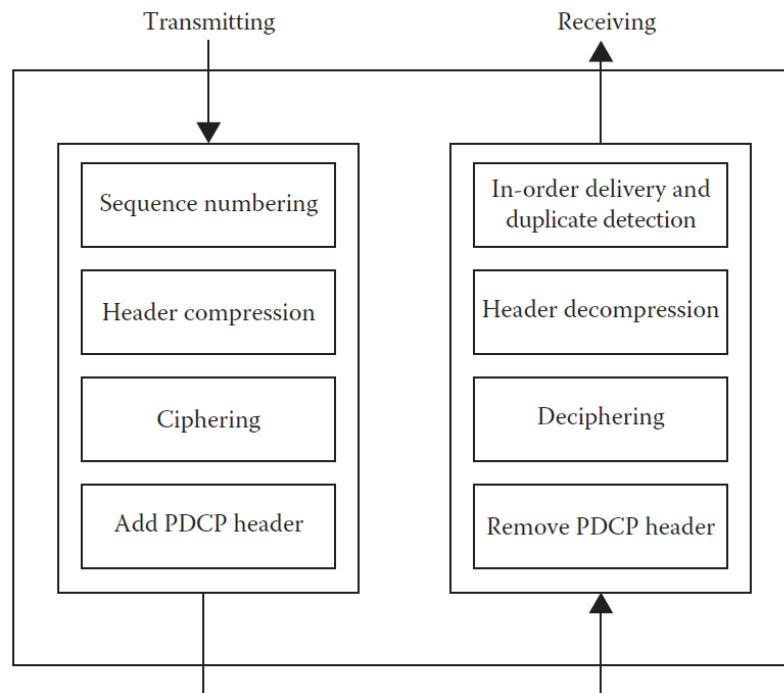 Transmitting
Receiving
Sequence numbering
In-order delivery and
duplicate detection
Header compression
Header decompression
Ciphering
Deciphering
Add PDCP header
Remove PDCP header